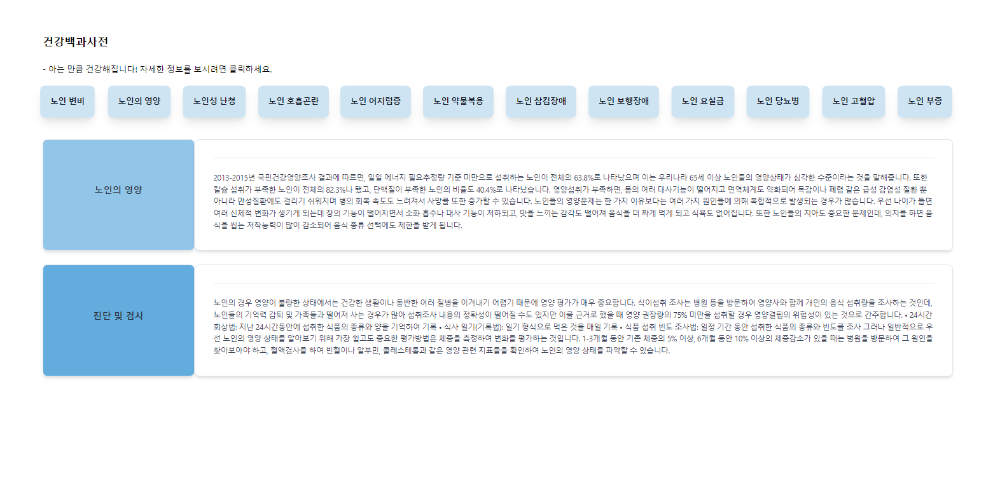 건강백과사전
- 아는 만큼 건강해집니다! 자세한 정보를 보시려면 클릭하세요.
노인 변비 노인의 영양 노인성 난청 노인 호흡곤란 노인 어지럼증 노인 약물복용 노인 삼킴장애 노인 보행장애 노인 요실금 노인 당뇨병 노인 고혈압 노인 부종
노인의 영양
2013-2015년 국민건강영양조사 결과에 따르면, 일일 에너지 필요추정량 기준 미만으로 섭취하는 노인이 전체의 63.8%로 나타났으며 이는 우리나라 65세 이상 노인들의 영양상태가 심각한 수준이라는 것을 말해줍니다. 또한
칼슘 섭취가 부족한 노인이 전체의 82.3%나 됐고, 단백질이 부족한 노인의 비율도 40.4%로 나타났습니다. 영양섭취가 부족하면, 몸의 여러 대사기능이 떨어지고 면역체계도 약화되어 독감이나 폐렴 같은 급성 감염성 질환 뿐
아니라 만성질환에도 걸리기 쉬워지며 병의 회복 속도도 느려져서 사망률 또한 증가할 수 있습니다. 노인들의 영양문제는 한 가지 이유보다는 여러 가지 원인들에 의해 복합적으로 발생되는 경우가 많습니다. 우선 나이가 들면
여러 신체적 변화가 생기게 되는데 장의 기능이 떨어지면서 소화 흡수나 대사 기능이 저하되고, 맛을 느끼는 감각도 떨어져 음식을 더 짜게 먹게 되고 식욕도 없어집니다. 또한 노인들의 치아도 중요한 문제인데, 의치를 하면 음
식을 씹는 저작능력이 많이 감소되어 음식 종류 선택에도 제한을 받게 됩니다.
진단 및 검사
노인의 경우 영양이 불량한 상태에서는 건강한 생활이나 동반한 여러 질병을 이겨내기 어렵기 때문에 영양 평가가 매우 중요합니다. 식이섭취 조사는 병원 등을 방문하여 영양사와 함께 개인의 음식 섭취량을 조사하는 것인데,
노인들의 기억력 감퇴 및 가족들과 떨어져 사는 경우가 많아 섭취조사 내용의 정확성이 떨어질 수도 있지만 이를 근거로 했을 때 영양 권장량의 75% 미만을 섭취할 경우 영양결핍의 위험성이 있는 것으로 간주합니다. • 24시간
회상법: 지난 24시간동안에 섭취한 식품의 종류와 양을 기억하여 기록 • 식사 일기(기록법): 일기 형식으로 먹은 것을 매일 기록 • 식품 섭취 빈도 조사법: 일정 기간 동안 섭취한 식품의 종류와 빈도를 조사 그러나 일반적으로 우
선 노인의 영양 상태를 알아보기 위해 가장 쉽고도 중요한 평가방법은 체중을 측정하여 변화를 평가하는 것입니다. 1-3개월 동안 기존 체중의 5% 이상, 6개월 동안 10% 이상의 체중감소가 있을 때는 병원을 방문하여 그 원인을
찾아보아야 하고, 혈액검사를 하여 빈혈이나 알부민, 콜레스테롤과 같은 영양 관련 지표들을 확인하여 노인의 영양 상태를 파악할 수 있습니다.